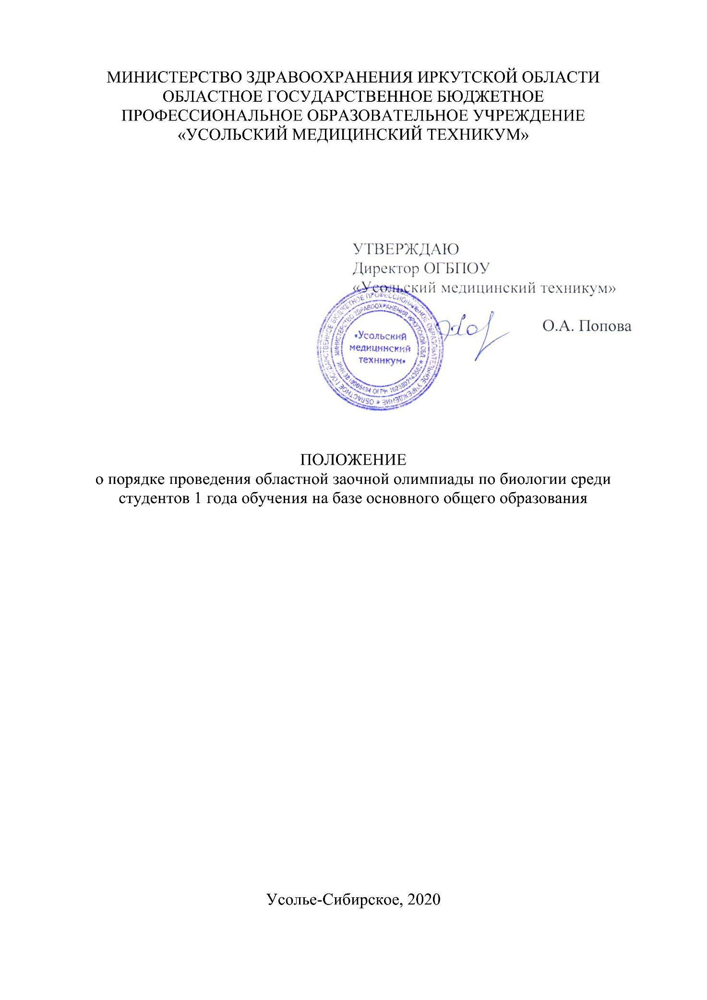 МИНИСТЕРСТВО ЗДРАВООХРАНЕНИЯ ИРКУТСКОЙ ОБЛАСТИ
ОБЛАСТНОЕ ГОСУДАРСТВЕННОЕ БЮДЖЕТНОЕ
ПРОФЕССИОНАЛЬНОЕ ОБРАЗОВАТЕЛЬНОЕ УЧРЕЖДЕНИЕ
«УСОЛЬСКИЙ МЕДИЦИНСКИЙ ТЕХНИКУМ»
УТВЕРЖДАЮ
Директор ОГБПОУ
«Усольский медицинский техникум»
О.А. Попова
ОБЛАСТНОЕ ГОСУДАРСТВЕННОЕ БЮДЖЕТНОЕ ПРОФЕССИОНАЛЬНОЕ ОБРАЗОВАТЕЛЬНОЕ УЧРЕЖДЕНИЕ *
МИНИСТЕРСТВО ЗДРАВООХРАНЕНИЯ ИРКУТСКОЙ ОБЛ. *
ИНН ОГРН
«Усольский
медицинский
техникум»
ПОЛОЖЕНИЕ
о порядке проведения областной заочной олимпиады по биологии среди
студентов 1 года обучения на базе основного общего образования
Усолье-Сибирское, 2020